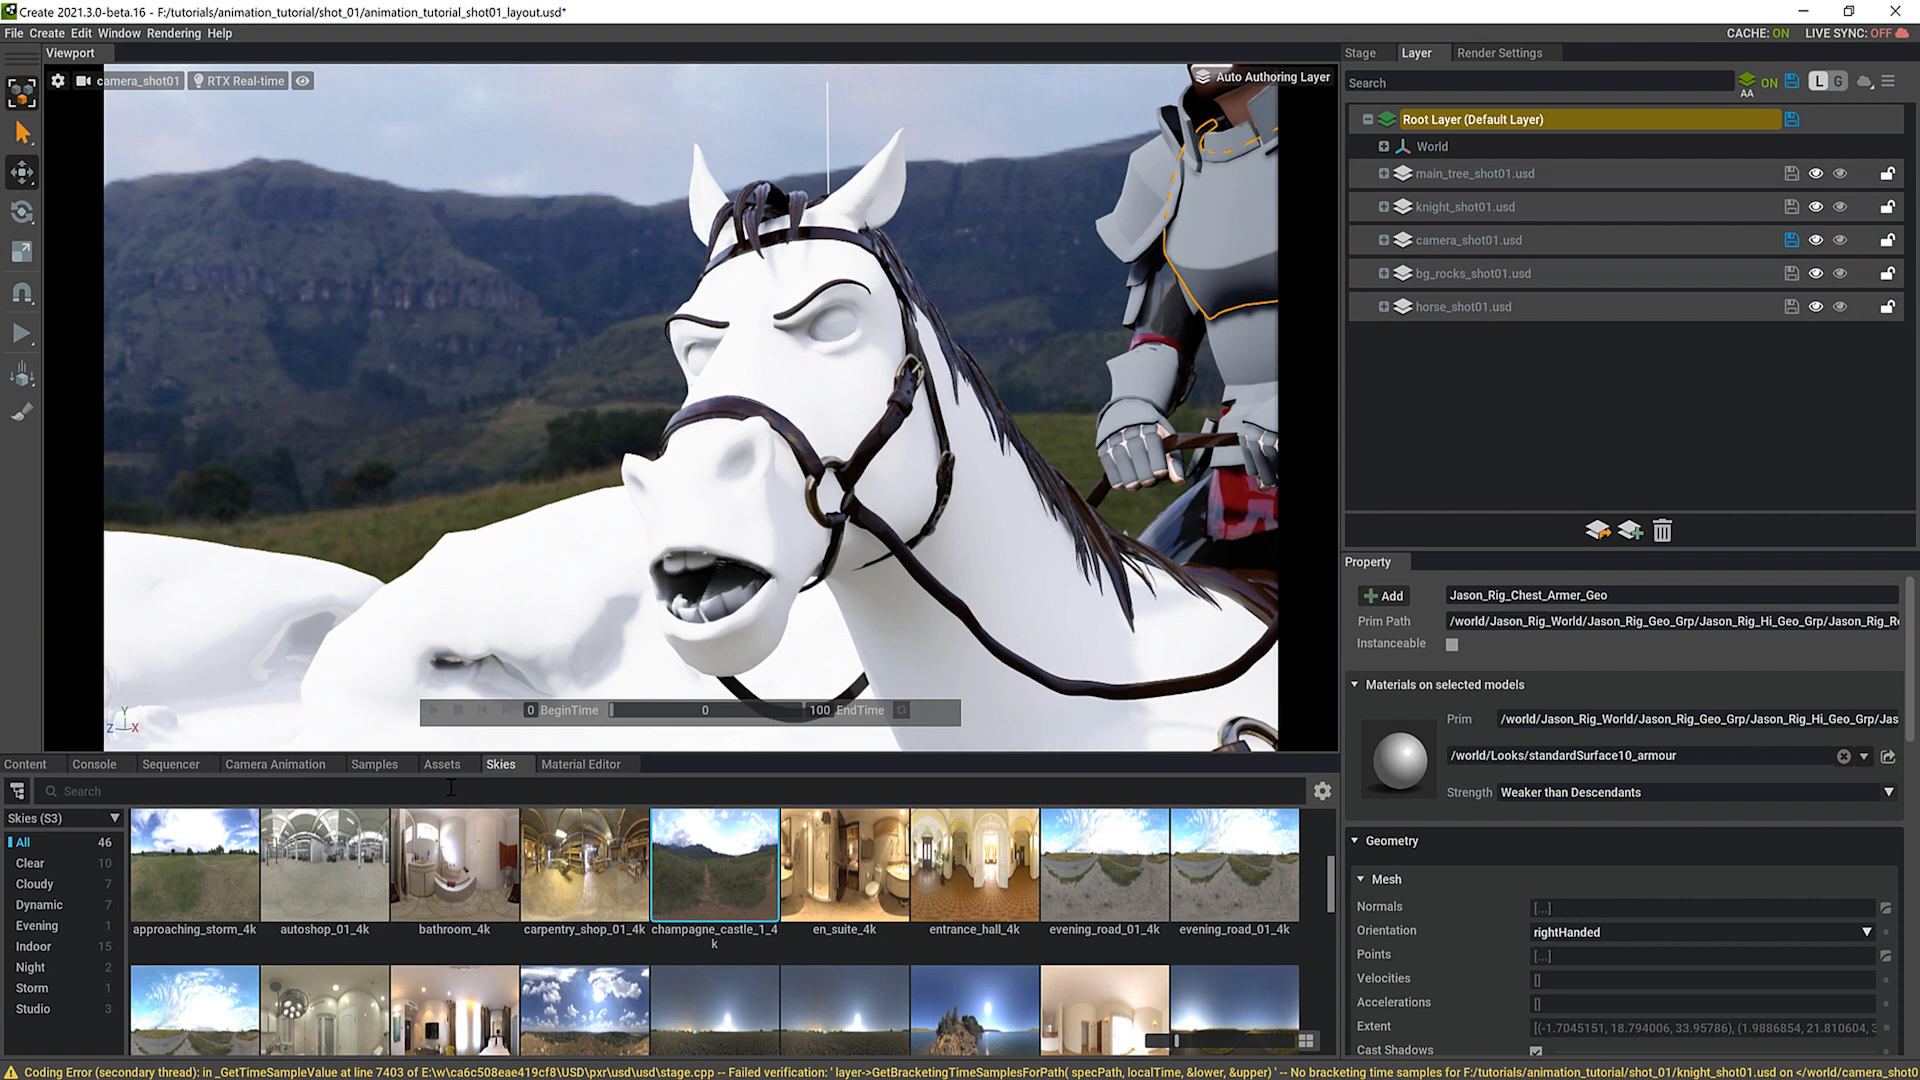 Create 2021.3.0-beta.16 - F:/tutorials/animation_tutorial/shot_01/animation_tutorial_shot01_layout.usd*
File Create Edit Window Rendering Help
CACHE: ON LIVE SYNC: OFF
Viewport
camera_shot01 RTX Real-time
Auto Authoring Layer
0 BeginTime 0 100 EndTime
Y
Z X
Stage Layer Render Settings
Search
AA ON L G
Root Layer (Default Layer)
World
main_tree_shot01.usd
knight_shot01.usd
camera_shot01.usd
bg_rocks_shot01.usd
horse_shot01.usd
Property
Add Jason_Rig_Chest_Armer_Geo
Prim Path /world/Jason_Rig_World/Jason_Rig_Geo_Grp/Jason_Rig_Hi_Geo_Grp/Jason_Rig_R
Instanceable
Materials on selected models
Prim /world/Jason_Rig_World/Jason_Rig_Geo_Grp/Jason_Rig_Hi_Geo_Grp/Jas
/world/Looks/standardSurface10_armour
Strength Weaker than Descendants
Geometry
Mesh
Normals [...]
Orientation rightHanded
Points [...]
Velocities []
Accelerations []
Extent [(-1.7045151, 18.794006, 33.95786), (1.9886854, 21.810604, 3
Cast Shadows
Content Console Sequencer Camera Animation Samples Assets Skies Material Editor
Search
Skies (S3)
All 46
Clear 10
Cloudy 7
Dynamic 7
Evening 1
Indoor 15
Night 2
Storm 1
Studio 3
approaching_storm_4k autoshop_01_4k bathroom_4k carpentry_shop_01_4k champagne_castle_1_4 en_suite_4k entrance_hall_4k evening_road_01_4k evening_road_01_4k
k
Coding Error (secondary thread): in _GetTimeSampleValue at line 7403 of E:\w\ca6c508eae419cf8\USD\pxr\usd\usd\stage.cpp -- Failed verification: ' layer->GetBracketingTimeSamplesForPath( specPath, localTime, &lower, &upper) ' -- No bracketing time samples for F:/tutorials/animation_tutorial/shot_01/knight_shot01.usd on </world/camera_shot0